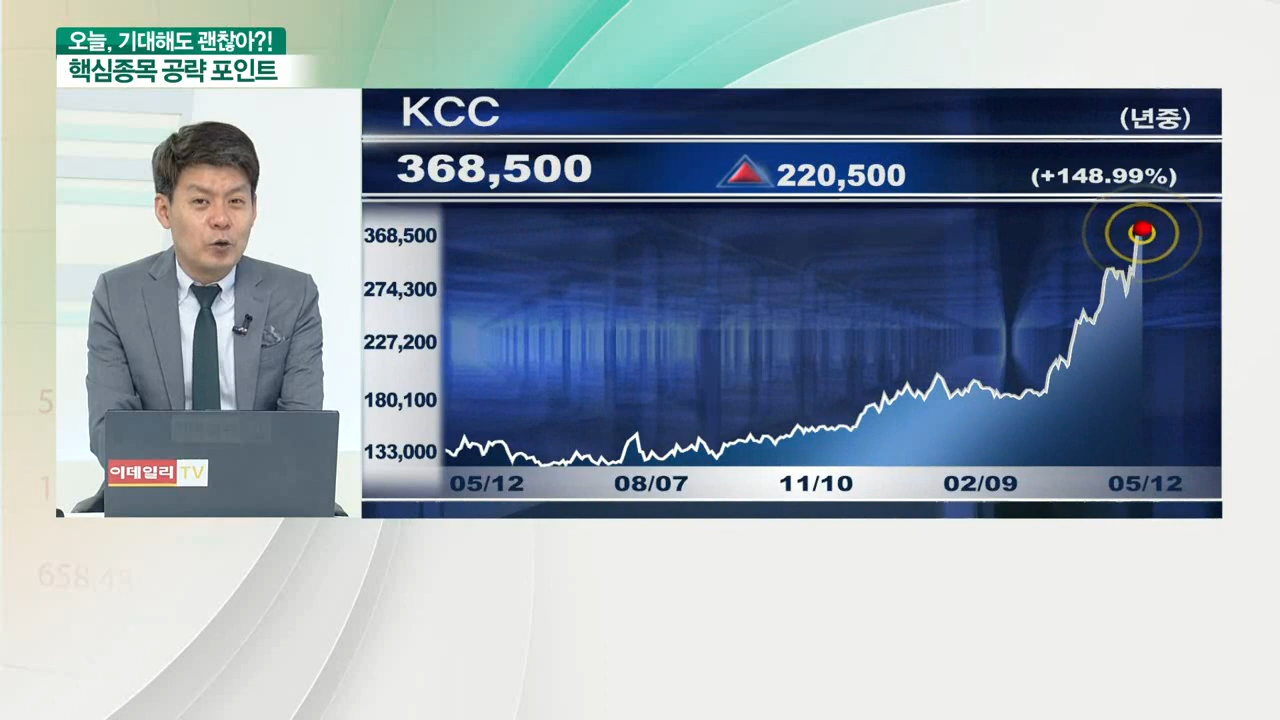 오늘, 기대해도 괜찮아?!
핵심종목 공략 포인트
KCC
(년중)
368,500
220,500
(+148.99%)
368,500
274,300
227,200
180,100
133,000
05/12
08/07
11/10
02/09
05/12
이데일리 TV
658,48